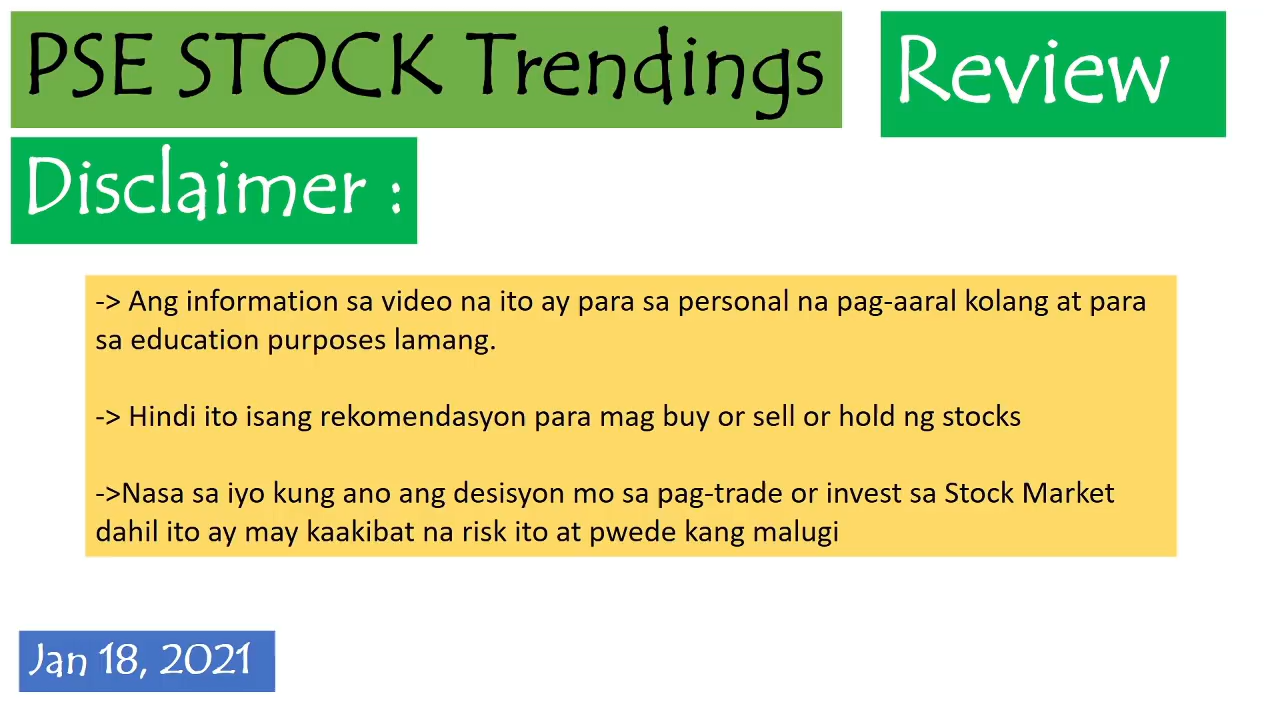 PSE STOCK Trendings
Review
Disclaimer :
-> Ang information sa video na ito ay para sa personal na pag-aaral kolang at para
sa education purposes lamang.
-> Hindi ito isang rekomendasyon para mag buy or sell or hold ng stocks
->Nasa sa iyo kung ano ang desisyon mo sa pag-trade or invest sa Stock Market
dahil ito ay may kaakibat na risk ito at pwede kang malugi
Jan 18, 2021